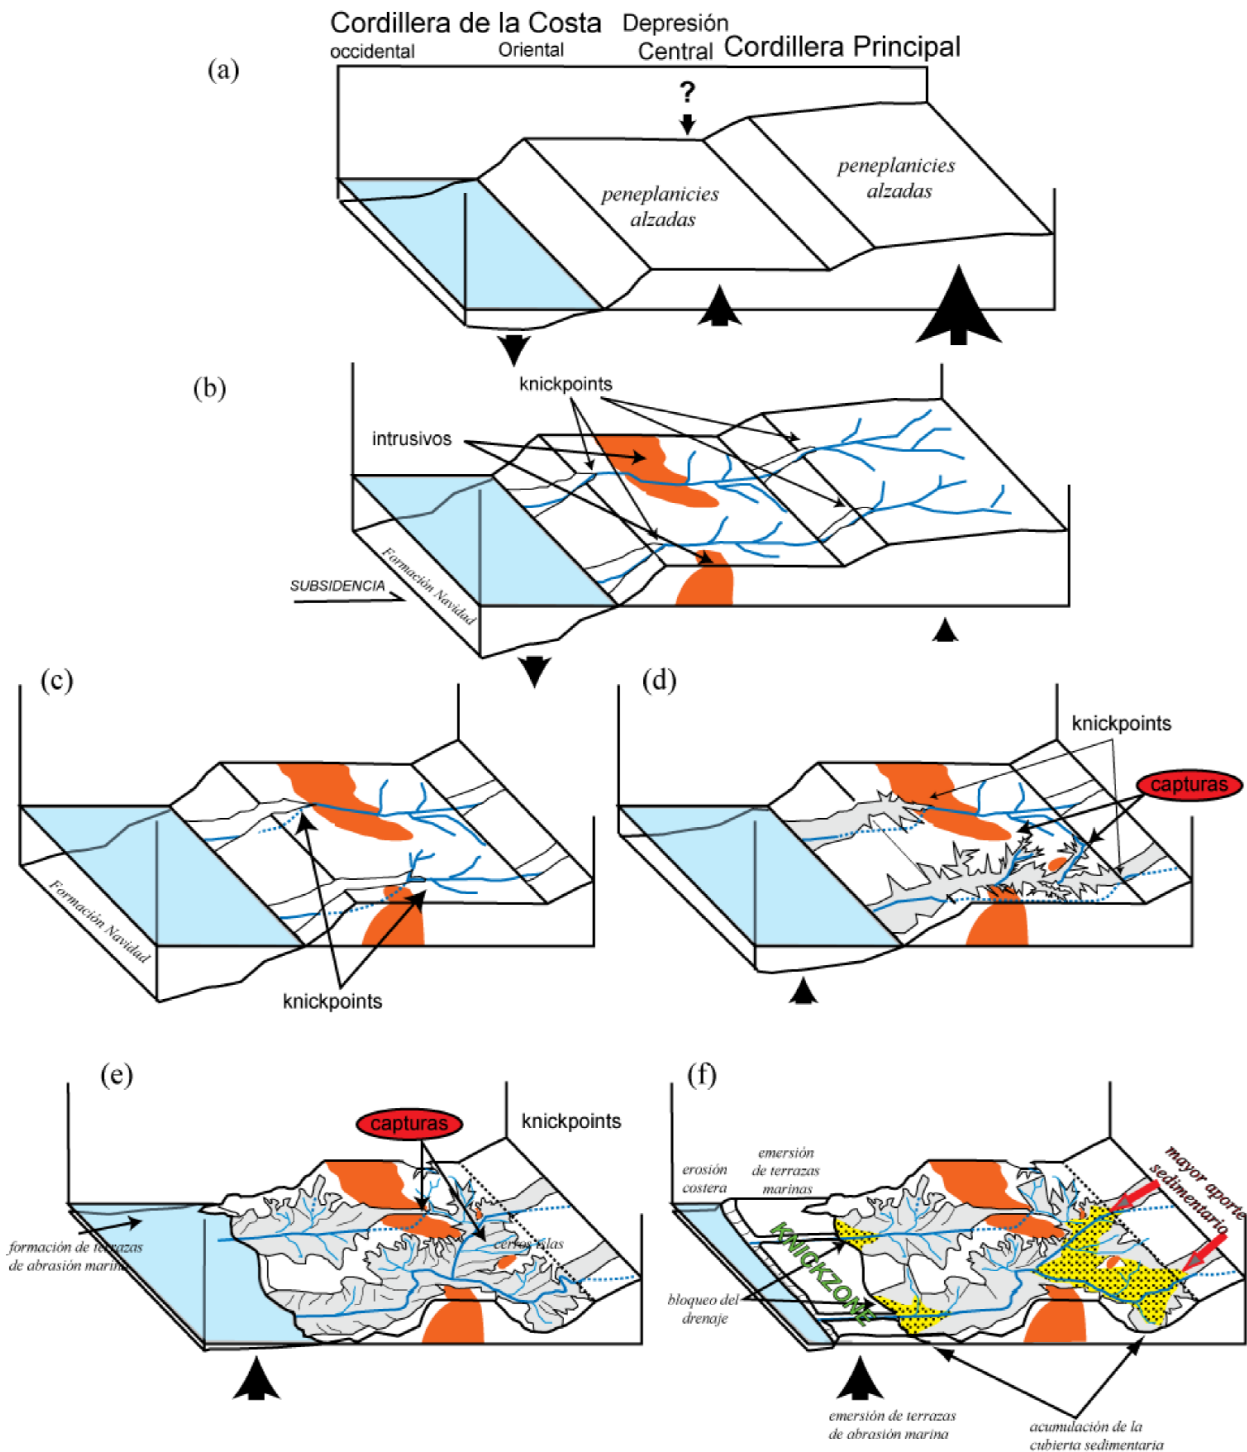 Cordillera de la Costa
occidental
Oriental
Depresión
Central
Cordillera Principal
(a)
?
peneplanicies
alzadas
peneplanicies
alzadas
(b)
knickpoints
intrusivos
SUBSIDENCIA
Formación Navidad
(c)
Formación Navidad
knickpoints
(d)
knickpoints
capturas
(e)
capturas
knickpoints
formación de terrazas
de abrasión marina
cerros islas
(f)
erosión
costera
emersión
de terrazas
marinas
mayor aporte
sedimentario
KNICKZONE
bloqueo del
drenaje
emersión de terrazas
de abrasión marina
acumulación de la
cubierta sedimentaria